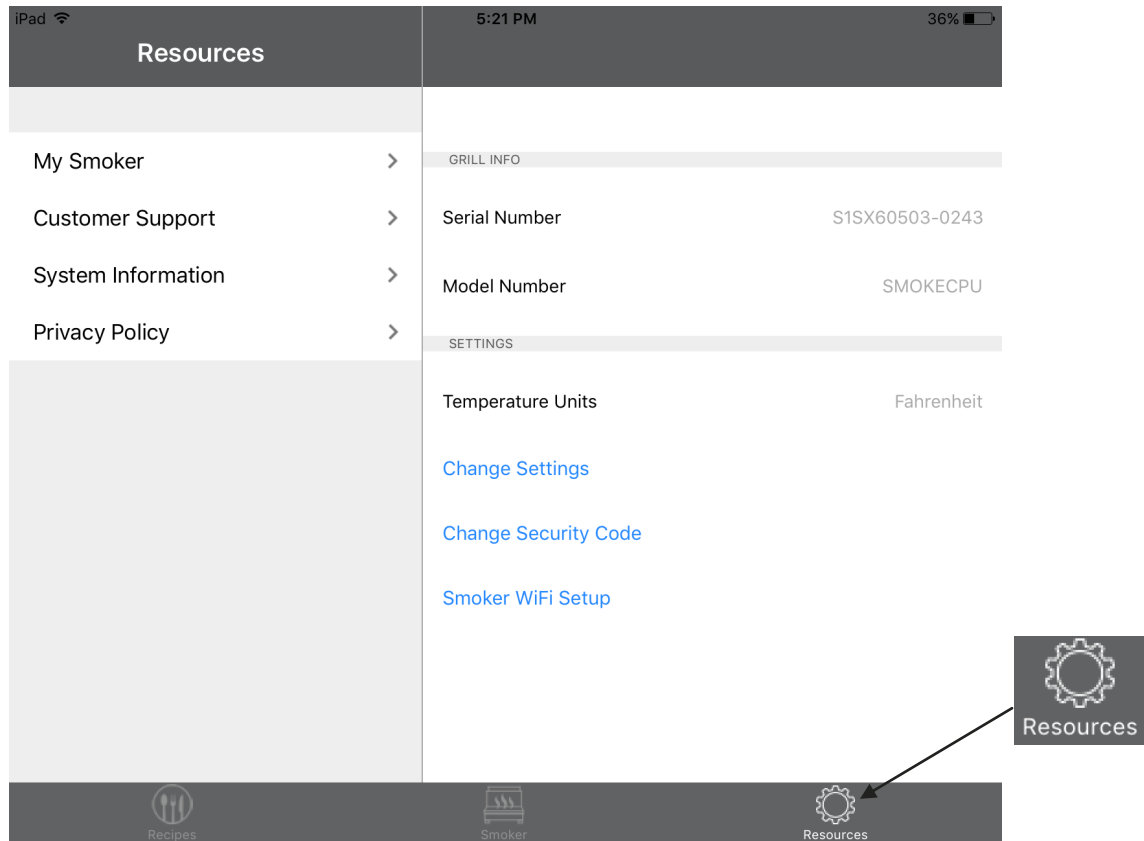 iPad 5:21 PM 36%
Resources
My Smoker
Customer Support
System Information
Privacy Policy
GRILL INFO
Serial Number S1SX60503-0243
Model Number SMOKECPU
SETTINGS
Temperature Units Fahrenheit
Change Settings
Change Security Code
Smoker WiFi Setup
Resources
Recipes Smoker Resources